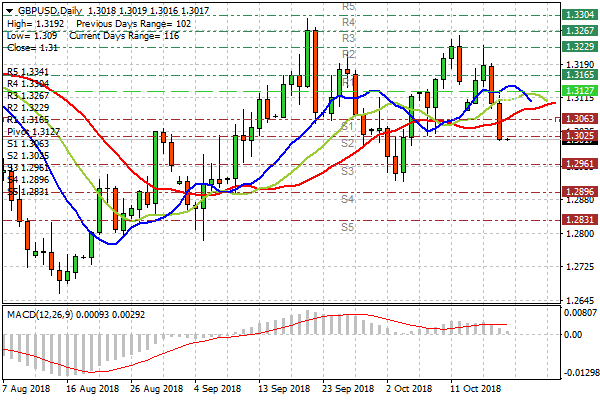 GBPUSD,Daily 1.3018 1.3019 1.3016 1.3017
High= 1.3192 Previous Days Range= 102
Low= 1.309 Current Days Range= 116
Close= 1.31
R5 1.3341
R4 1.3304
R3 1.3267
R2 1.3229
R1 1.3165
Pivot 1.3127
S1 1.3063
S2 1.3025
S3 1.2961
S4 1.2896
S5 1.2831
R5
R4
R3
R2
R1
S1
S2
S3
S4
S5
1.3304
1.3267
1.3229
1.3190
1.3165
1.3127
1.3115
1.3063
1.3025
1.2961
1.2896
1.2880
1.2831
1.2800
1.2725
1.2645
MACD(12,26,9) 0.00093 0.00292
0.00807
0.00
-0.01298
7 Aug 2018 16 Aug 2018 26 Aug 2018 4 Sep 2018 13 Sep 2018 23 Sep 2018 2 Oct 2018 11 Oct 2018